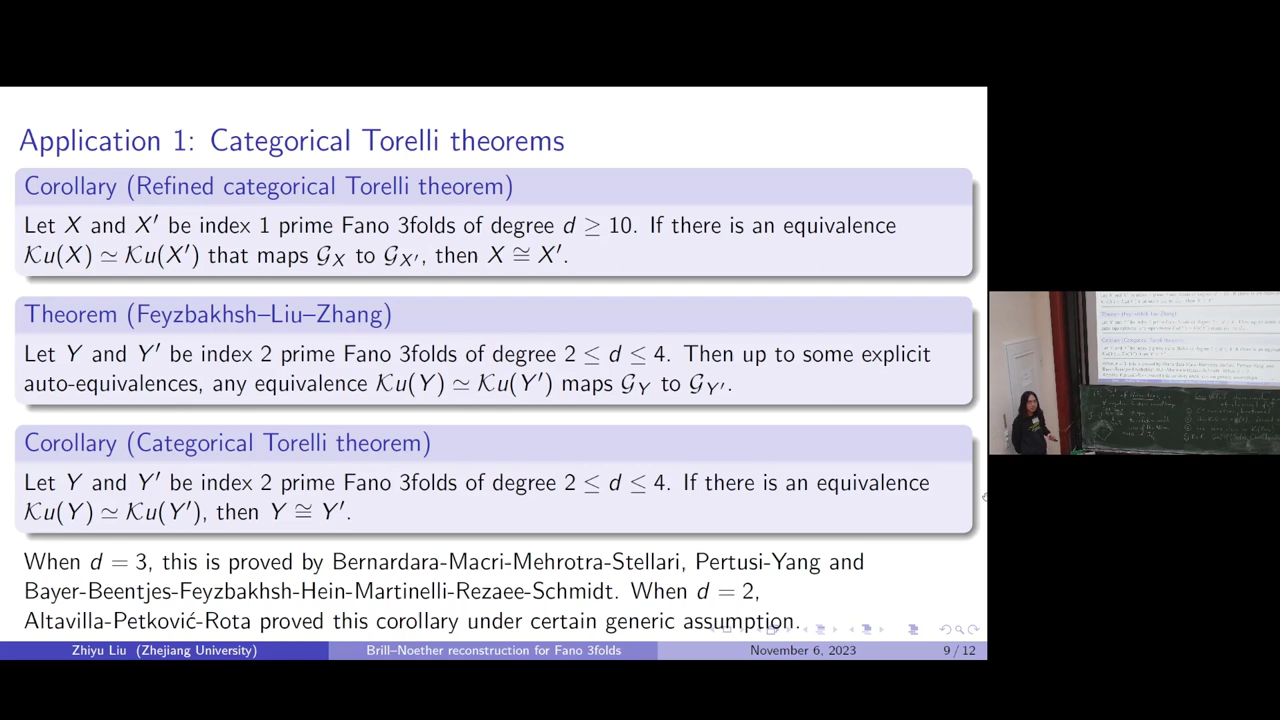 Application 1: Categorical Torelli theorems
Corollary (Refined categorical Torelli theorem)
Let X and X′ be index 1 prime Fano 3folds of degree d ≥ 10. If there is an equivalence
𝒦u(X) ≃ 𝒦u(X′) that maps 𝒢_X to 𝒢_X′, then X ≅ X′.
Theorem (Feyzbakhsh–Liu–Zhang)
Let Y and Y′ be index 2 prime Fano 3folds of degree 2 ≤ d ≤ 4. Then up to some explicit
auto-equivalences, any equivalence 𝒦u(Y) ≃ 𝒦u(Y′) maps 𝒢_Y to 𝒢_Y′.
Corollary (Categorical Torelli theorem)
Let Y and Y′ be index 2 prime Fano 3folds of degree 2 ≤ d ≤ 4. If there is an equivalence
𝒦u(Y) ≃ 𝒦u(Y′), then Y ≅ Y′.
When d = 3, this is proved by Bernardara-Macri-Mehrotra-Stellari, Pertusi-Yang and
Bayer-Beentjes-Feyzbakhsh-Hein-Martinelli-Rezaee-Schmidt. When d = 2,
Altavilla-Petković-Rota proved this corollary under certain generic assumption.
Zhiyu Liu (Zhejiang University) Brill–Noether reconstruction for Fano 3folds November 6, 2023 9 / 12